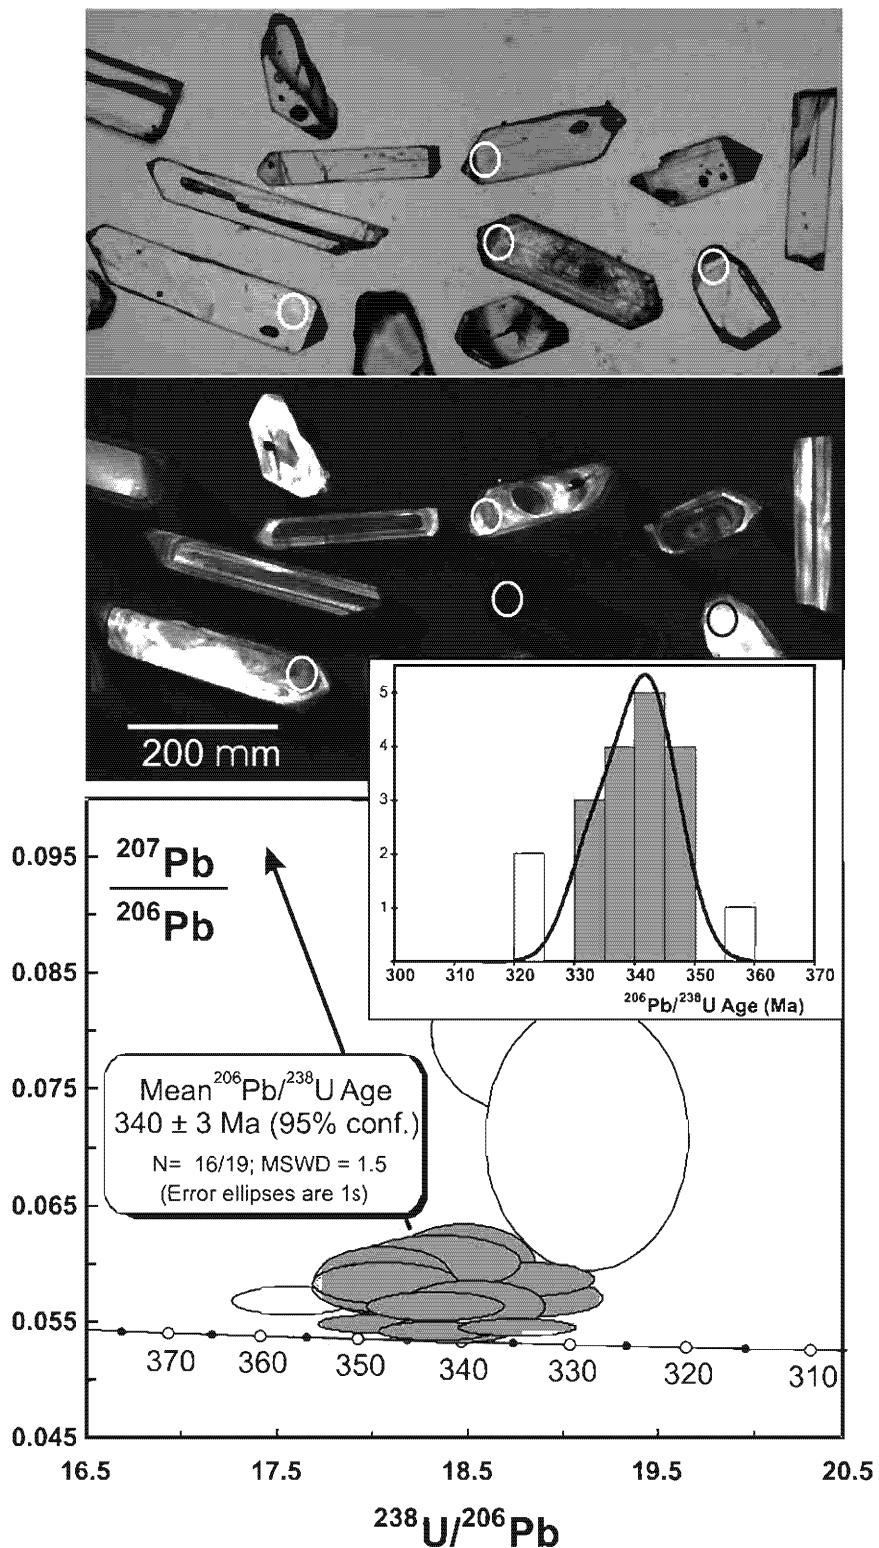 200 mm
5
4
3
2
1
300 310 320 330 340 350 360 370
206Pb/238U Age (Ma)
207Pb
206Pb
0.095
0.085
0.075
0.065
0.055
0.045
Mean 206Pb/238U Age
340 ± 3 Ma (95% conf.)
N= 16/19; MSWD = 1.5
(Error ellipses are 1s)
370 360 350 340 330 320 310
16.5 17.5 18.5 19.5 20.5
238U/206Pb